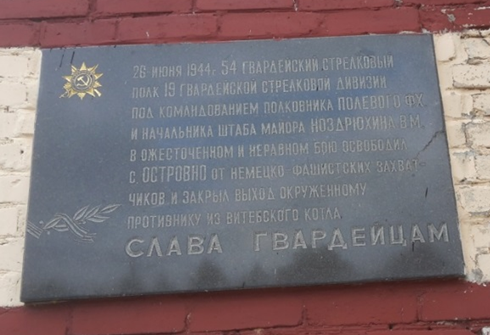 26 июня 1944 г. 54 гвардейский стрелковый
полк 19 гвардейской стрелковой дивизии
под командованием полковника ПОЛЕВОГО Ф.Х.
и начальника штаба майора НОЗДРЮХИНА В.М.
в ожесточенном и неравном бою освободил
с. ОСТРОВНО от немецко-фашистских захват-
чиков и закрыл выход окруженному
противнику из витебского котла.
СЛАВА ГВАРДЕЙЦАМ